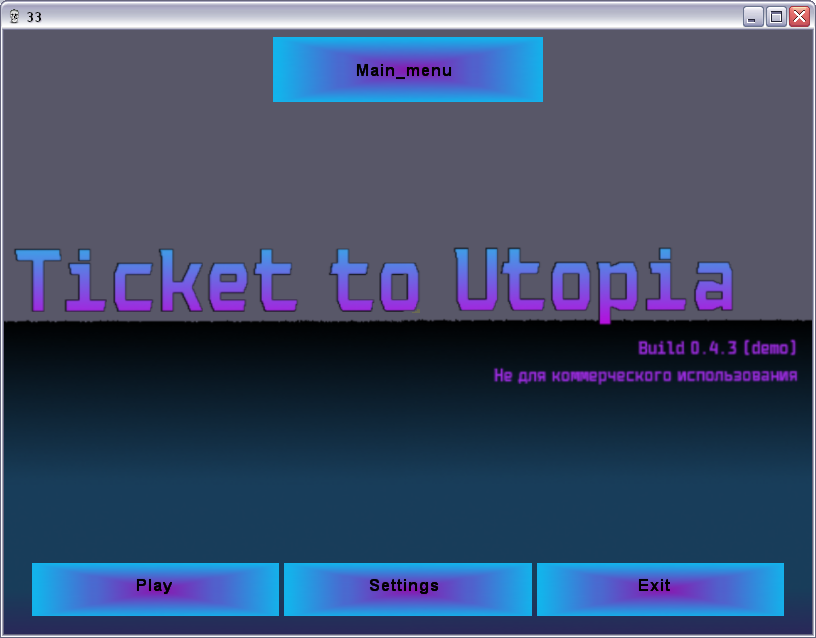 33
Main_menu
Ticket to Utopia
Build 0.4.3 [demo]
Не для коммерческого использования
Play Settings Exit